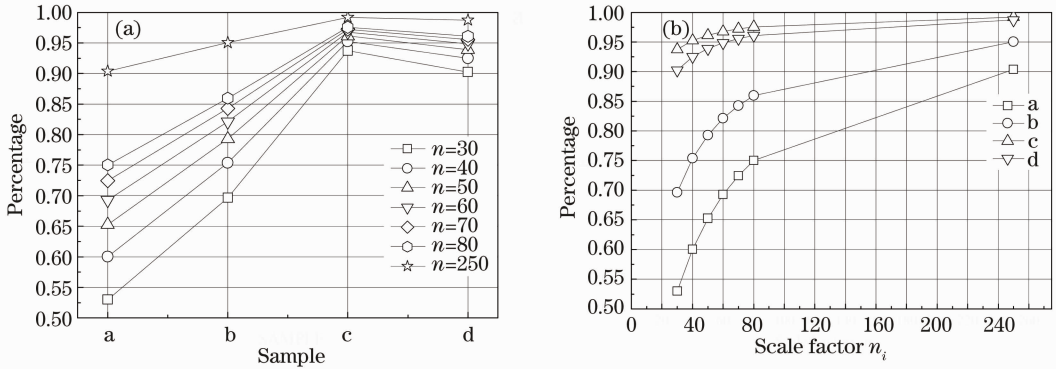 (a)
Percentage
1.00
0.95
0.90
0.85
0.80
0.75
0.70
0.65
0.60
0.55
0.50
n=30
n=40
n=50
n=60
n=70
n=80
n=250
a b c d
Sample
(b)
Percentage
1.00
0.95
0.90
0.85
0.80
0.75
0.70
0.65
0.60
0.55
0.50
a
b
c
d
0 40 80 120 160 200 240
Scale factor nᵢ